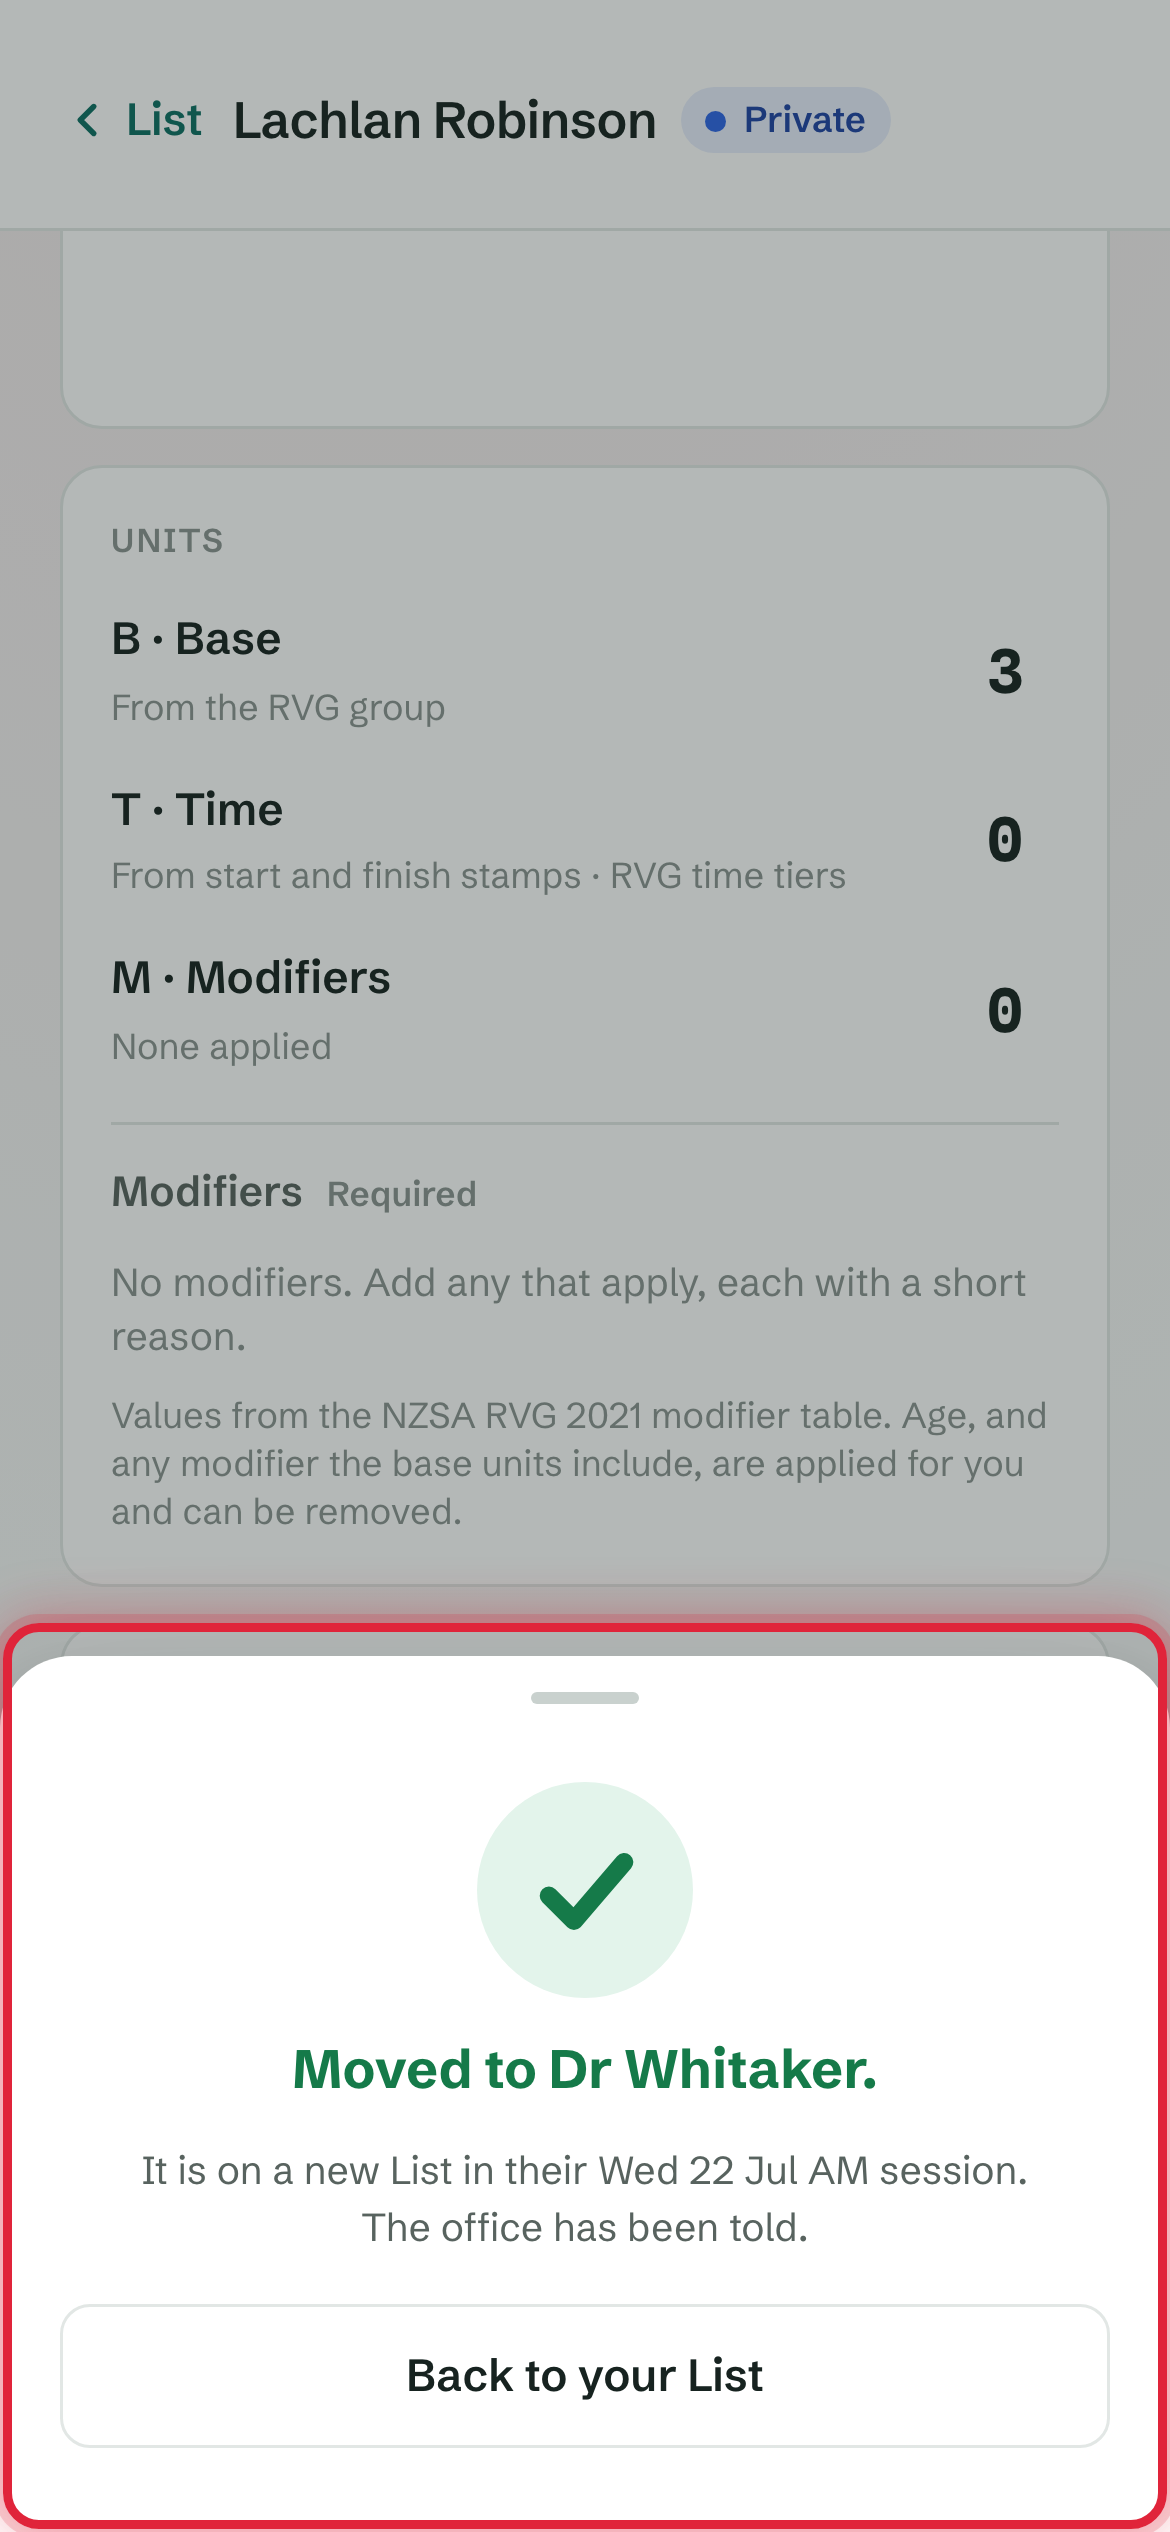 List Lachlan Robinson Private
UNITS
B · Base
From the RVG group
3
T · Time
From start and finish stamps · RVG time tiers
0
M · Modifiers
None applied
0
Modifiers Required
No modifiers. Add any that apply, each with a short
reason.
Values from the NZSA RVG 2021 modifier table. Age, and
any modifier the base units include, are applied for you
and can be removed.
Moved to Dr Whitaker.
It is on a new List in their Wed 22 Jul AM session.
The office has been told.
Back to your List